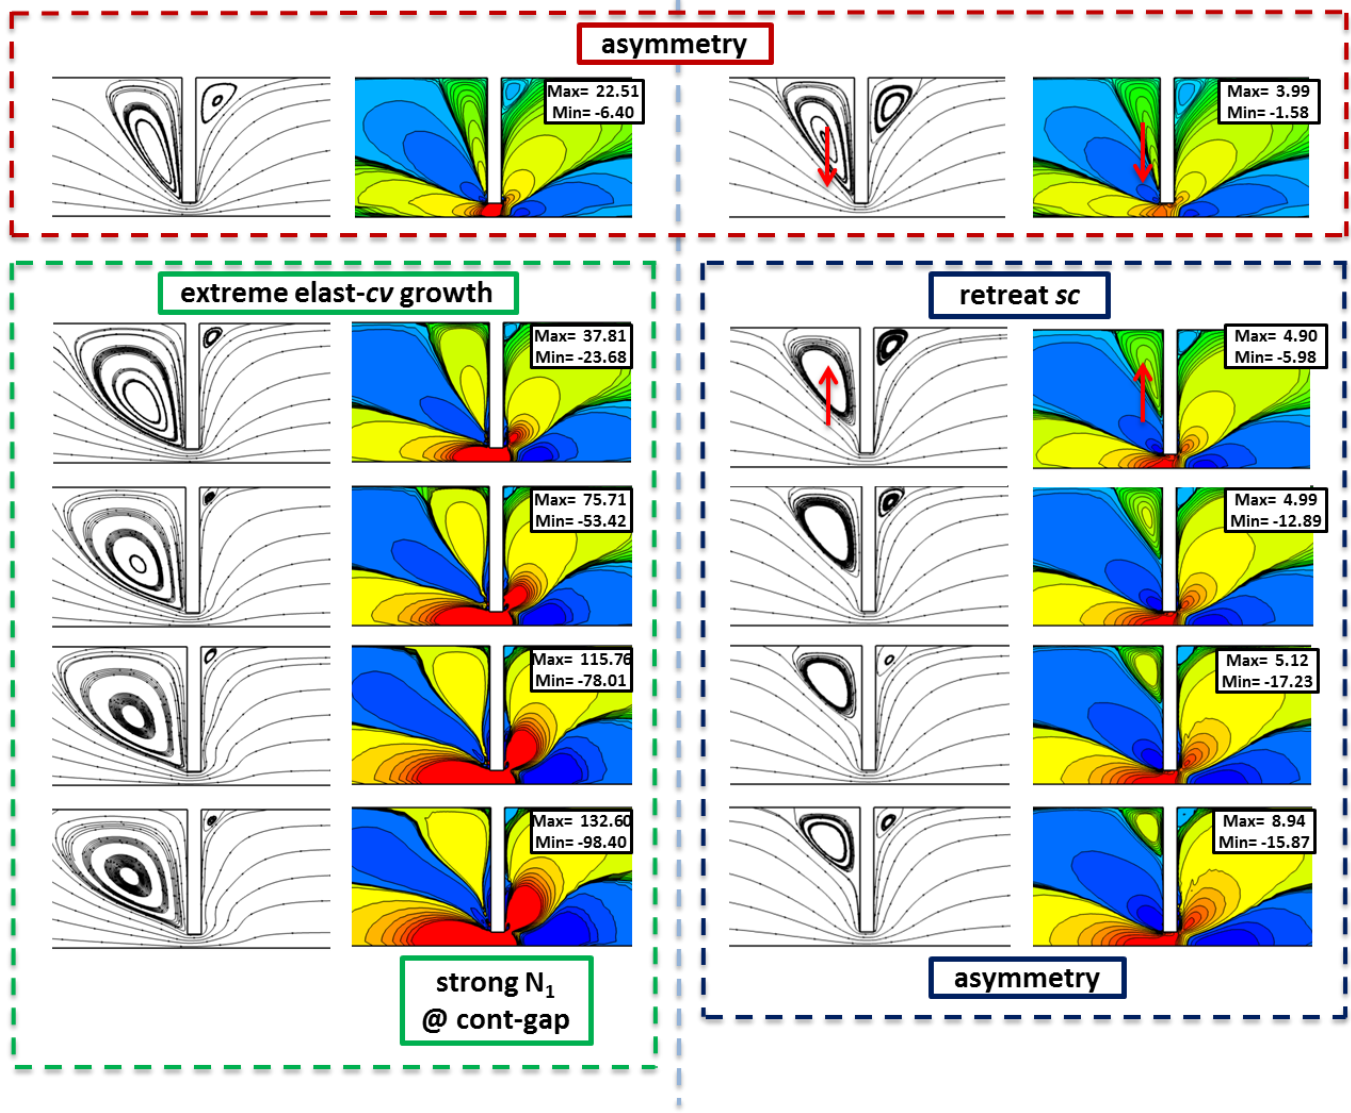 asymmetry
Max= 22.51
Min= -6.40
Max= 3.99
Min= -1.58
extreme elast-cv growth
Max= 37.81
Min= -23.68
Max= 75.71
Min= -53.42
Max= 115.76
Min= -78.01
Max= 132.60
Min= -98.40
strong N₁
@ cont-gap
retreat sc
Max= 4.90
Min= -5.98
Max= 4.99
Min= -12.89
Max= 5.12
Min= -17.23
Max= 8.94
Min= -15.87
asymmetry